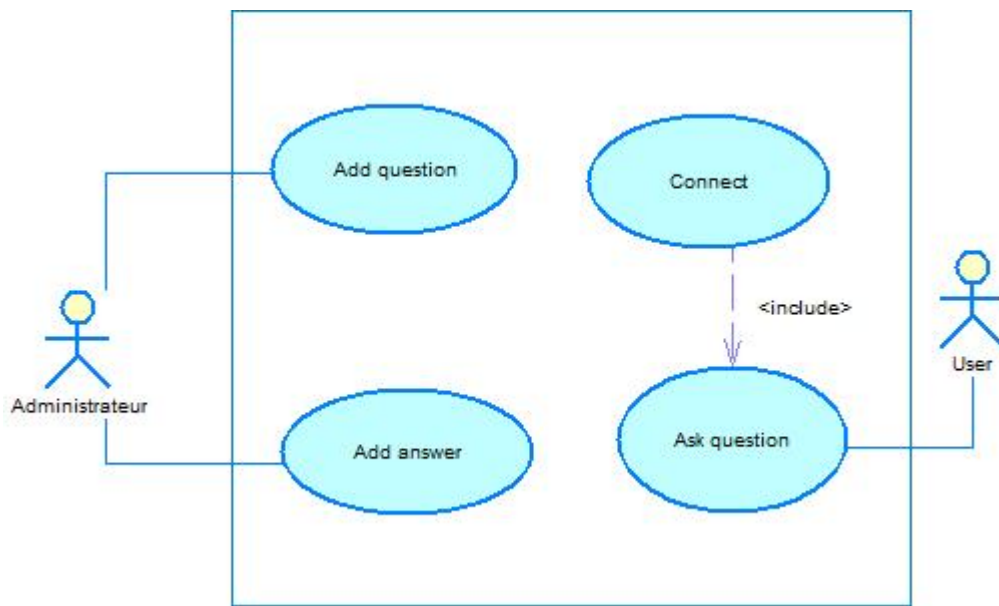 Add question
Connect
<include>
User
Administrateur
Add answer
Ask question